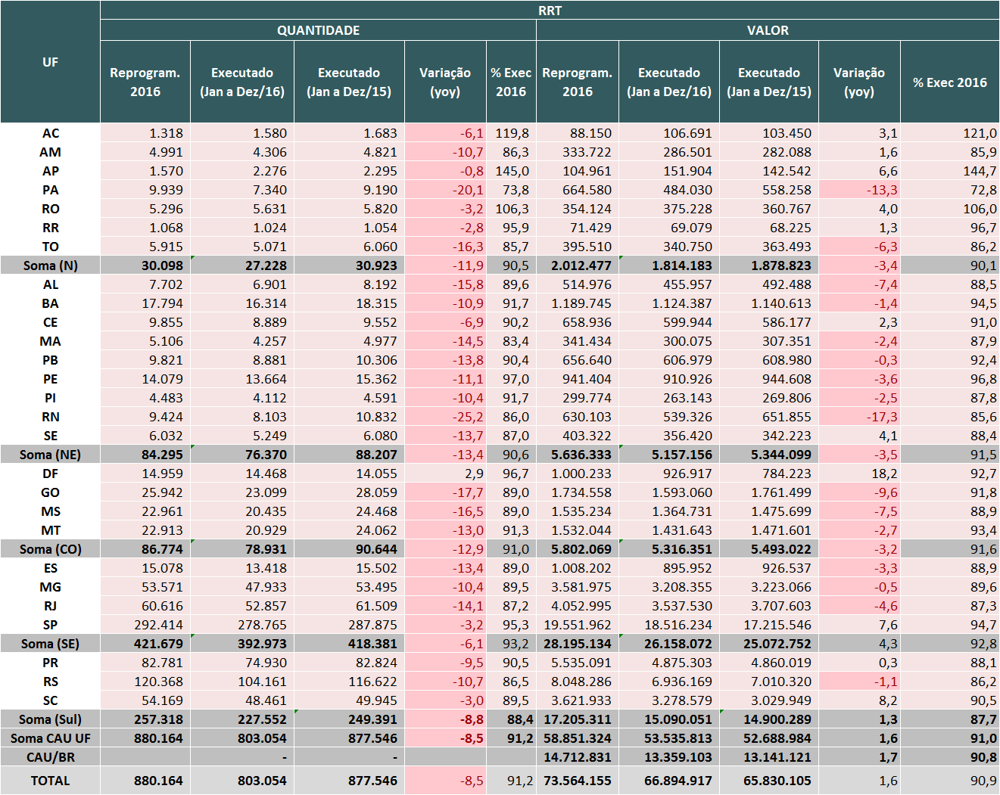 RRT
QUANTIDADE VALOR
UF Reprogram. 2016 Executado (Jan a Dez/16) Executado (Jan a Dez/15) Variação (yoy) % Exec 2016 Reprogram. 2016 Executado (Jan a Dez/16) Executado (Jan a Dez/15) Variação (yoy) % Exec 2016
AC 1.318 1.580 1.683 -6,1 119,8 88.150 106.691 103.450 3,1 121,0
AM 4.991 4.306 4.821 -10,7 86,3 333.722 286.501 282.088 1,6 85,9
AP 1.570 2.276 2.295 -0,8 145,0 104.961 151.904 142.542 6,6 144,7
PA 9.939 7.340 9.190 -20,1 73,8 664.580 484.030 558.258 -13,3 72,8
RO 5.296 5.631 5.820 -3,2 106,3 354.124 375.228 360.767 4,0 106,0
RR 1.068 1.024 1.054 -2,8 95,9 71.429 69.079 68.225 1,3 96,7
TO 5.915 5.071 6.060 -16,3 85,7 395.510 340.750 363.493 -6,3 86,2
Soma (N) 30.098 27.228 30.923 -11,9 90,5 2.012.477 1.814.183 1.878.823 -3,4 90,1
AL 7.702 6.901 8.192 -15,8 89,6 514.976 455.957 492.488 -7,4 88,5
BA 17.794 16.314 18.315 -10,9 91,7 1.189.745 1.124.387 1.140.613 -1,4 94,5
CE 9.855 8.889 9.552 -6,9 90,2 658.936 599.944 586.177 2,3 91,0
MA 5.106 4.257 4.977 -14,5 83,4 341.434 300.075 307.351 -2,4 87,9
PB 9.821 8.881 10.306 -13,8 90,4 656.640 606.979 608.980 -0,3 92,4
PE 14.079 13.664 15.362 -11,1 97,0 941.404 910.926 944.608 -3,6 96,8
PI 4.483 4.112 4.591 -10,4 91,7 299.774 263.143 269.806 -2,5 87,8
RN 9.424 8.103 10.832 -25,2 86,0 630.103 539.326 651.855 -17,3 85,6
SE 6.032 5.249 6.080 -13,7 87,0 403.322 356.420 342.223 4,1 88,4
Soma (NE) 84.295 76.370 88.207 -13,4 90,6 5.636.333 5.157.156 5.344.099 -3,5 91,5
DF 14.959 14.468 14.055 2,9 96,7 1.000.233 926.917 784.223 18,2 92,7
GO 25.942 23.099 28.059 -17,7 89,0 1.734.558 1.593.060 1.761.499 -9,6 91,8
MS 22.961 20.435 24.468 -16,5 89,0 1.535.234 1.364.731 1.475.699 -7,5 88,9
MT 22.913 20.929 24.062 -13,0 91,3 1.532.044 1.431.643 1.471.601 -2,7 93,4
Soma (CO) 86.774 78.931 90.644 -12,9 91,0 5.802.069 5.316.351 5.493.022 -3,2 91,6
ES 15.078 13.418 15.502 -13,4 89,0 1.008.202 895.952 926.537 -3,3 88,9
MG 53.571 47.933 53.495 -10,4 89,5 3.581.975 3.208.355 3.223.066 -0,5 89,6
RJ 60.616 52.857 61.509 -14,1 87,2 4.052.995 3.537.530 3.707.603 -4,6 87,3
SP 292.414 278.765 287.875 -3,2 95,3 19.551.962 18.516.234 17.215.546 7,6 94,7
Soma (SE) 421.679 392.973 418.381 -6,1 93,2 28.195.134 26.158.072 25.072.752 4,3 92,8
PR 82.781 74.930 82.824 -9,5 90,5 5.535.091 4.875.303 4.860.019 0,3 88,1
RS 120.368 104.161 116.622 -10,7 86,5 8.048.286 6.936.169 7.010.320 -1,1 86,2
SC 54.169 48.461 49.945 -3,0 89,5 3.621.933 3.278.579 3.029.949 8,2 90,5
Soma (Sul) 257.318 227.552 249.391 -8,8 88,4 17.205.311 15.090.051 14.900.289 1,3 87,7
Soma CAU UF 880.164 803.054 877.546 -8,5 91,2 58.851.324 53.535.813 52.688.984 1,6 91,0
CAU/BR - - 14.712.831 13.359.103 13.141.121 1,7 90,8
TOTAL 880.164 803.054 877.546 -8,5 91,2 73.564.155 66.894.917 65.830.105 1,6 90,9